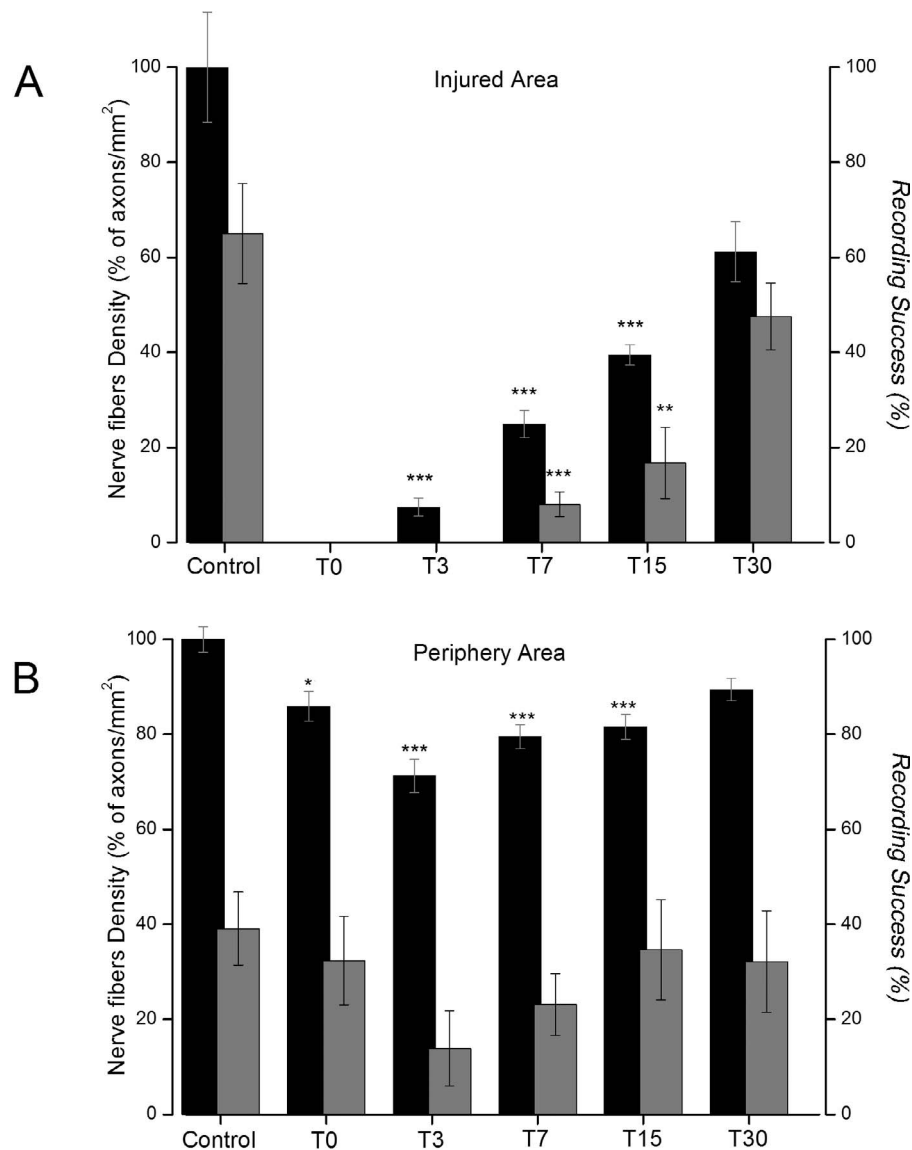 A
Injured Area
Nerve fibers Density (% of axons/mm²)
Recording Success (%)
100 100
80 80
60 60
40 40
20 20
0 0
***
***
***
***
**
Control T0 T3 T7 T15 T30
B
Periphery Area
Nerve fibers Density (% of axons/mm²)
Recording Success (%)
100 100
80 80
60 60
40 40
20 20
0 0
*
***
***
***
Control T0 T3 T7 T15 T30